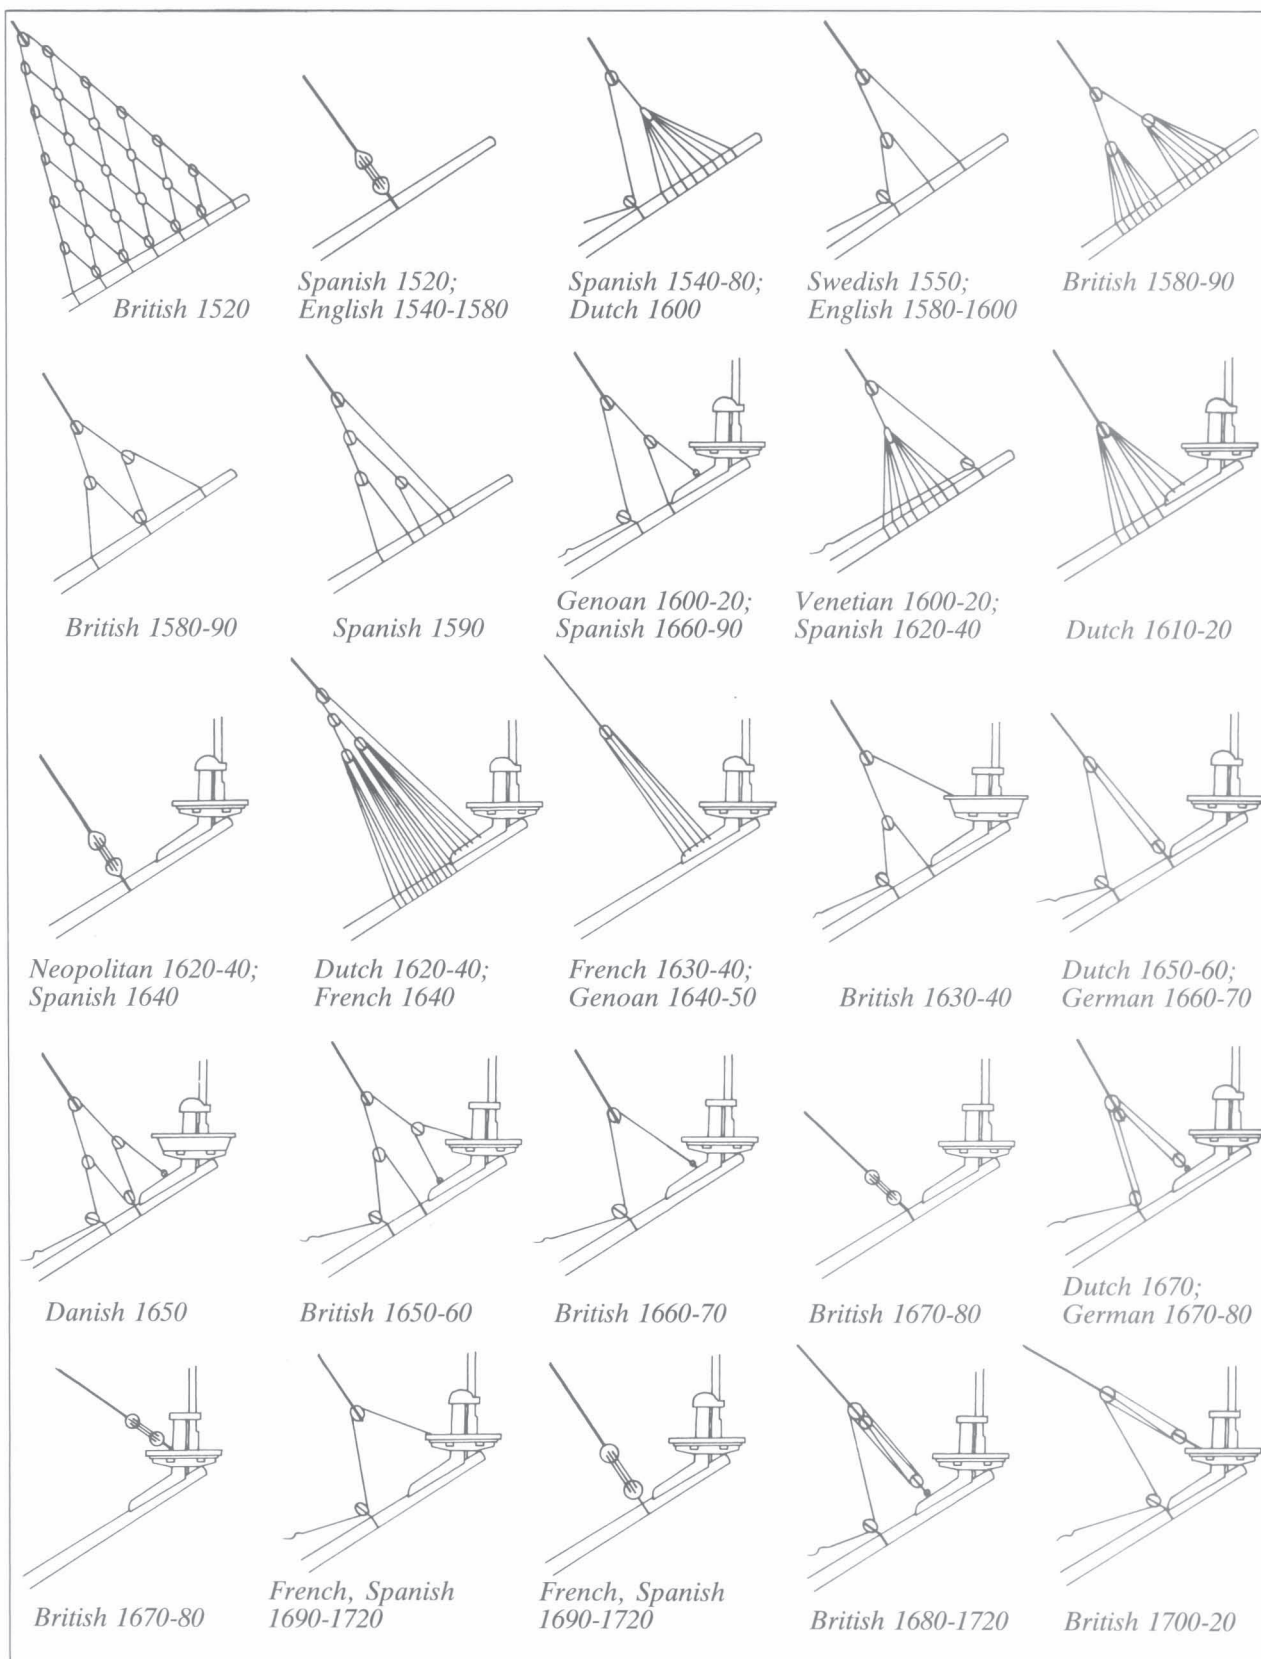 British 1520
Spanish 1520;
English 1540-1580
Spanish 1540-80;
Dutch 1600
Swedish 1550;
English 1580-1600
British 1580-90
British 1580-90
Spanish 1590
Genoan 1600-20;
Spanish 1660-90
Venetian 1600-20;
Spanish 1620-40
Dutch 1610-20
Neopolitan 1620-40;
Spanish 1640
Dutch 1620-40;
French 1640
French 1630-40;
Genoan 1640-50
British 1630-40
Dutch 1650-60;
German 1660-70
Danish 1650
British 1650-60
British 1660-70
British 1670-80
Dutch 1670;
German 1670-80
British 1670-80
French, Spanish
1690-1720
French, Spanish
1690-1720
British 1680-1720
British 1700-20